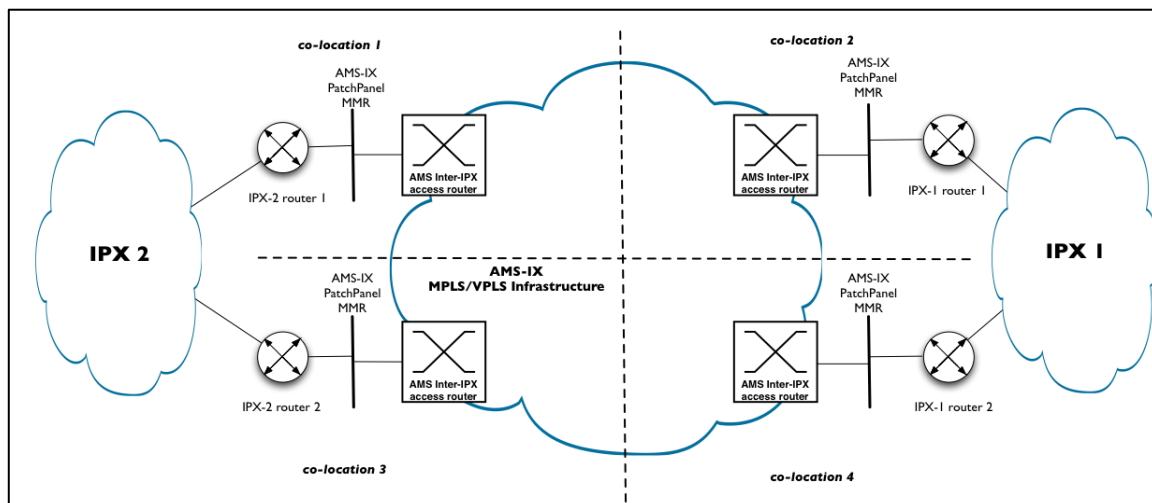 co-location 1
co-location 2
AMS-IX
PatchPanel
MMR
AMS-IX
PatchPanel
MMR
AMS Inter-IPX
access router
AMS Inter-IPX
access router
IPX-2 router 1
IPX-1 router 1
IPX 2
IPX 1
AMS-IX
MPLS/VPLS Infrastructure
AMS-IX
PatchPanel
MMR
AMS-IX
PatchPanel
MMR
AMS Inter-IPX
access router
AMS Inter-IPX
access router
IPX-2 router 2
IPX-1 router 2
co-location 3
co-location 4